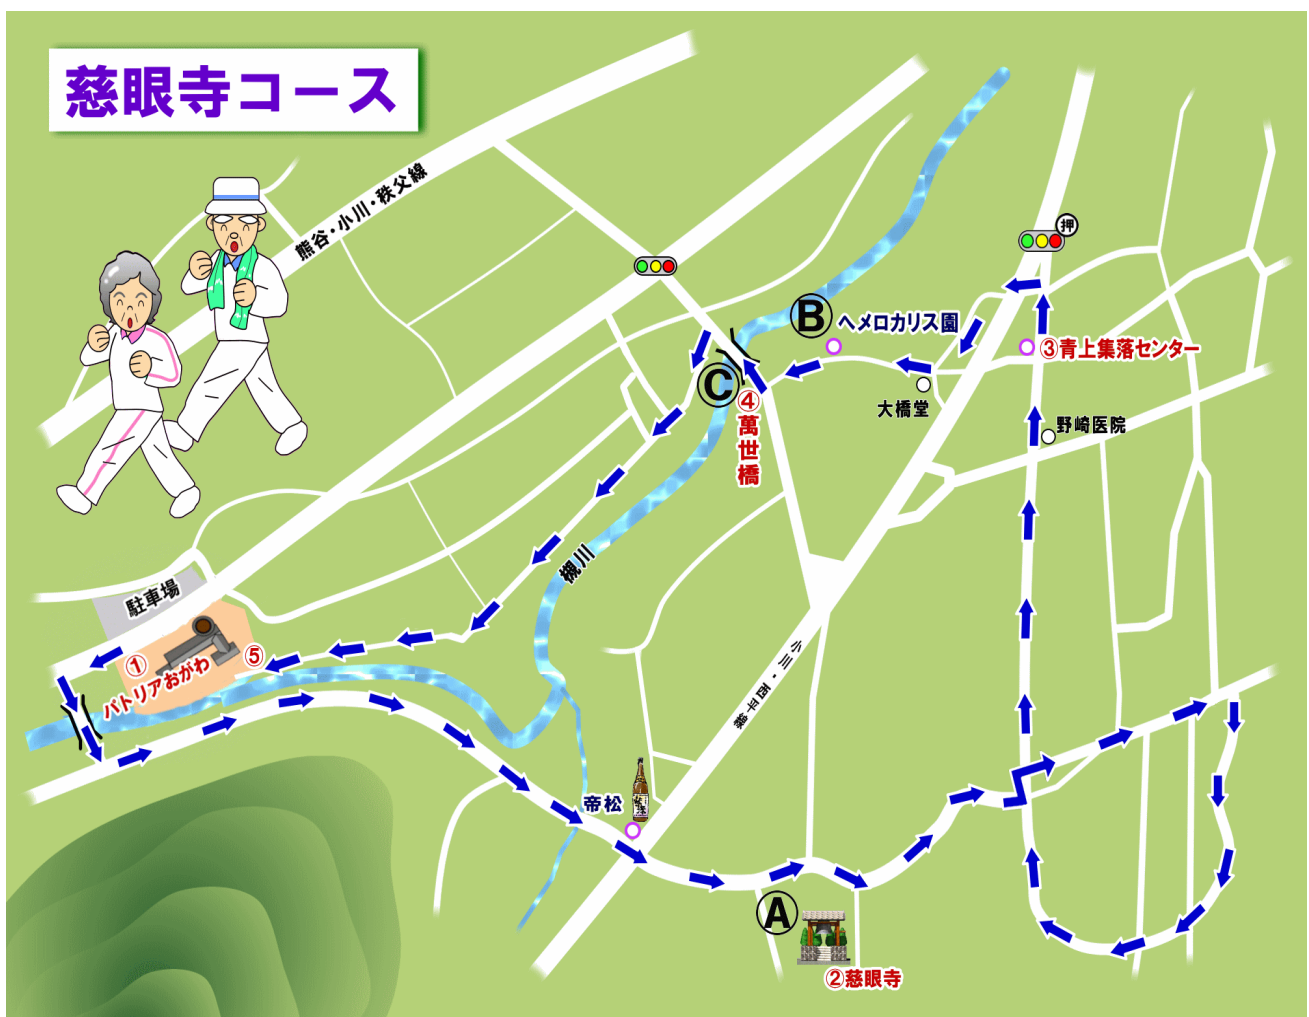 慈眼寺コース
熊谷・小川・秩父線
押
B
ヘメロカリス園
③青上集落センター
C
④萬世橋
大橋堂
野崎医院
槻川
駐車場
①
パトリアおがわ
⑤
小川・西平線
帝松
A
②慈眼寺